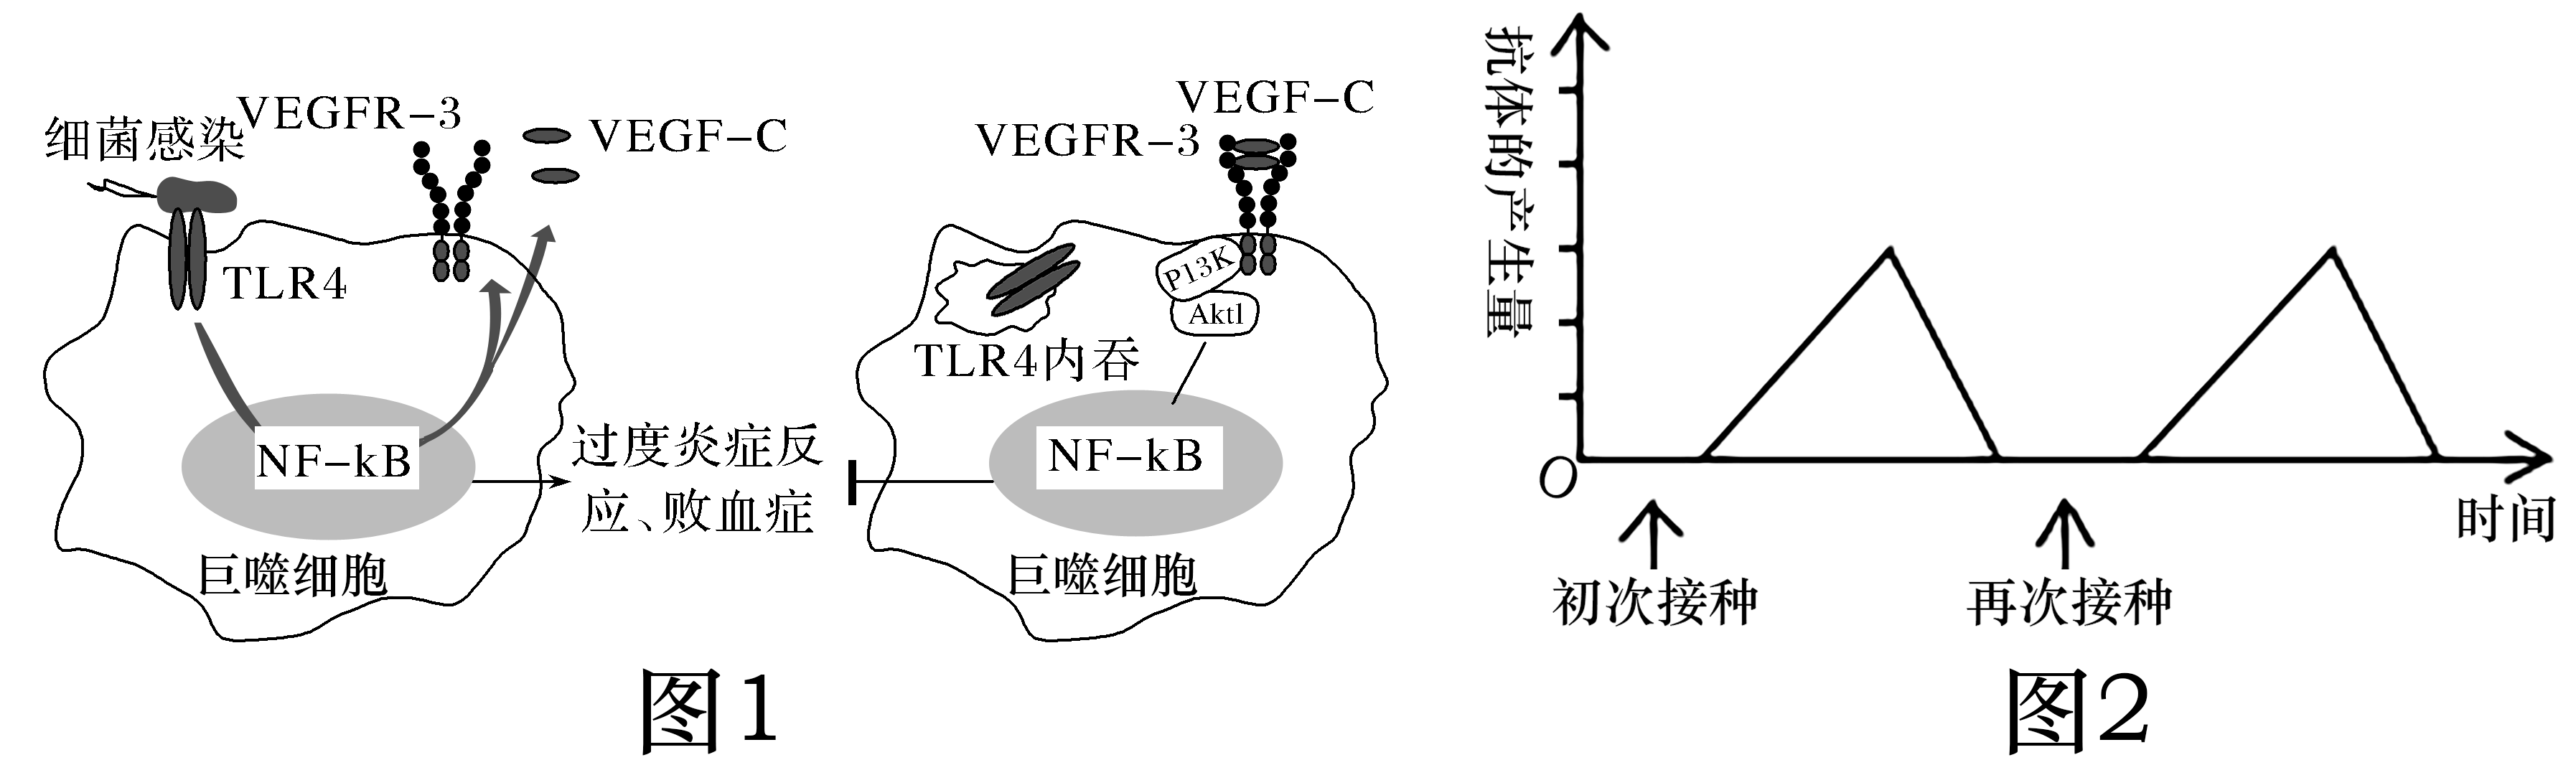 细菌感染
VEGFR-3
VEGF-C
TLR4
NF-kB
巨噬细胞
过度炎症反
应、败血症
VEGF-C
VEGFR-3
P13K
Aktl
TLR4内吞
NF-kB
巨噬细胞
图1
抗体的产生量
O
时间
初次接种
再次接种
图2